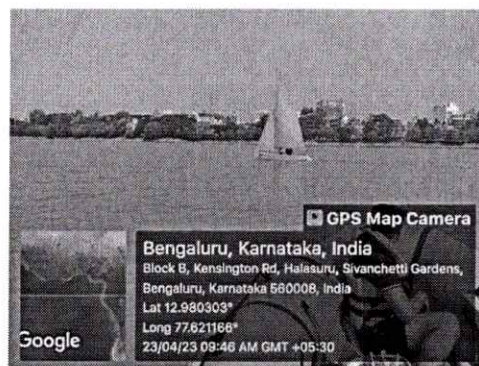 GPS Map Camera
Bengaluru, Karnataka, India
Block B, Kensington Rd, Halasuru, Sivanchetti Gardens,
Bengaluru, Karnataka 560008, India
Lat 12.980303°
Long 77.621166°
23/04/23 09:46 AM GMT +05:30
Google